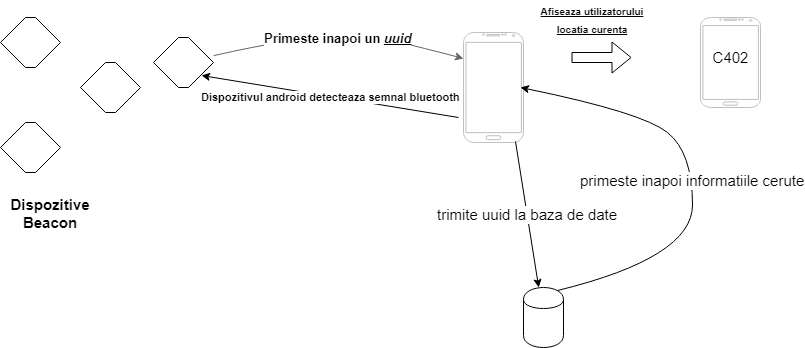 Afiseaza utilizatorului
locatia curenta
Primeste inapoi un uuid
C402
Dispozitivul android detecteaza semnal bluetooth
primeste inapoi informatiile cerute
Dispozitive
Beacon
trimite uuid la baza de date